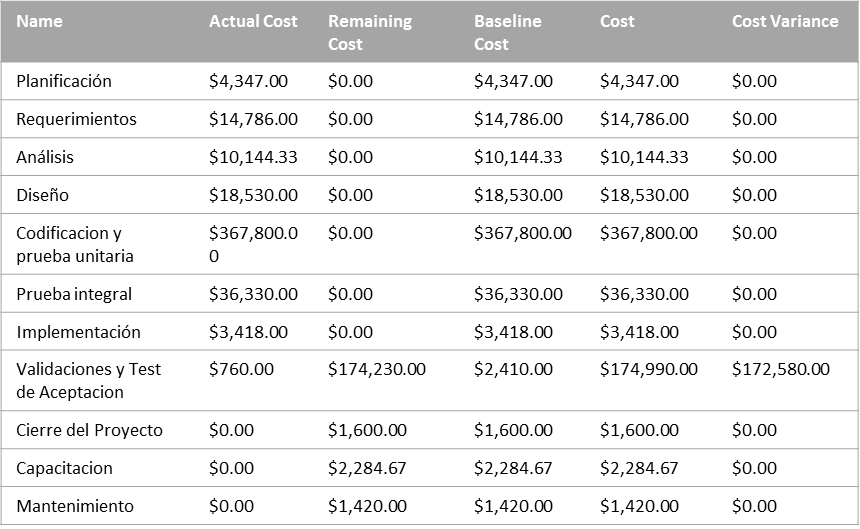 Name Actual Cost Remaining Cost Baseline Cost Cost Cost Variance
Planificación $4,347.00 $0.00 $4,347.00 $4,347.00 $0.00
Requerimientos $14,786.00 $0.00 $14,786.00 $14,786.00 $0.00
Análisis $10,144.33 $0.00 $10,144.33 $10,144.33 $0.00
Diseño $18,530.00 $0.00 $18,530.00 $18,530.00 $0.00
Codificacion y prueba unitaria $367,800.00 $0.00 $367,800.00 $367,800.00 $0.00
Prueba integral $36,330.00 $0.00 $36,330.00 $36,330.00 $0.00
Implementación $3,418.00 $0.00 $3,418.00 $3,418.00 $0.00
Validaciones y Test de Aceptacion $760.00 $174,230.00 $2,410.00 $174,990.00 $172,580.00
Cierre del Proyecto $0.00 $1,600.00 $1,600.00 $1,600.00 $0.00
Capacitacion $0.00 $2,284.67 $2,284.67 $2,284.67 $0.00
Mantenimiento $0.00 $1,420.00 $1,420.00 $1,420.00 $0.00